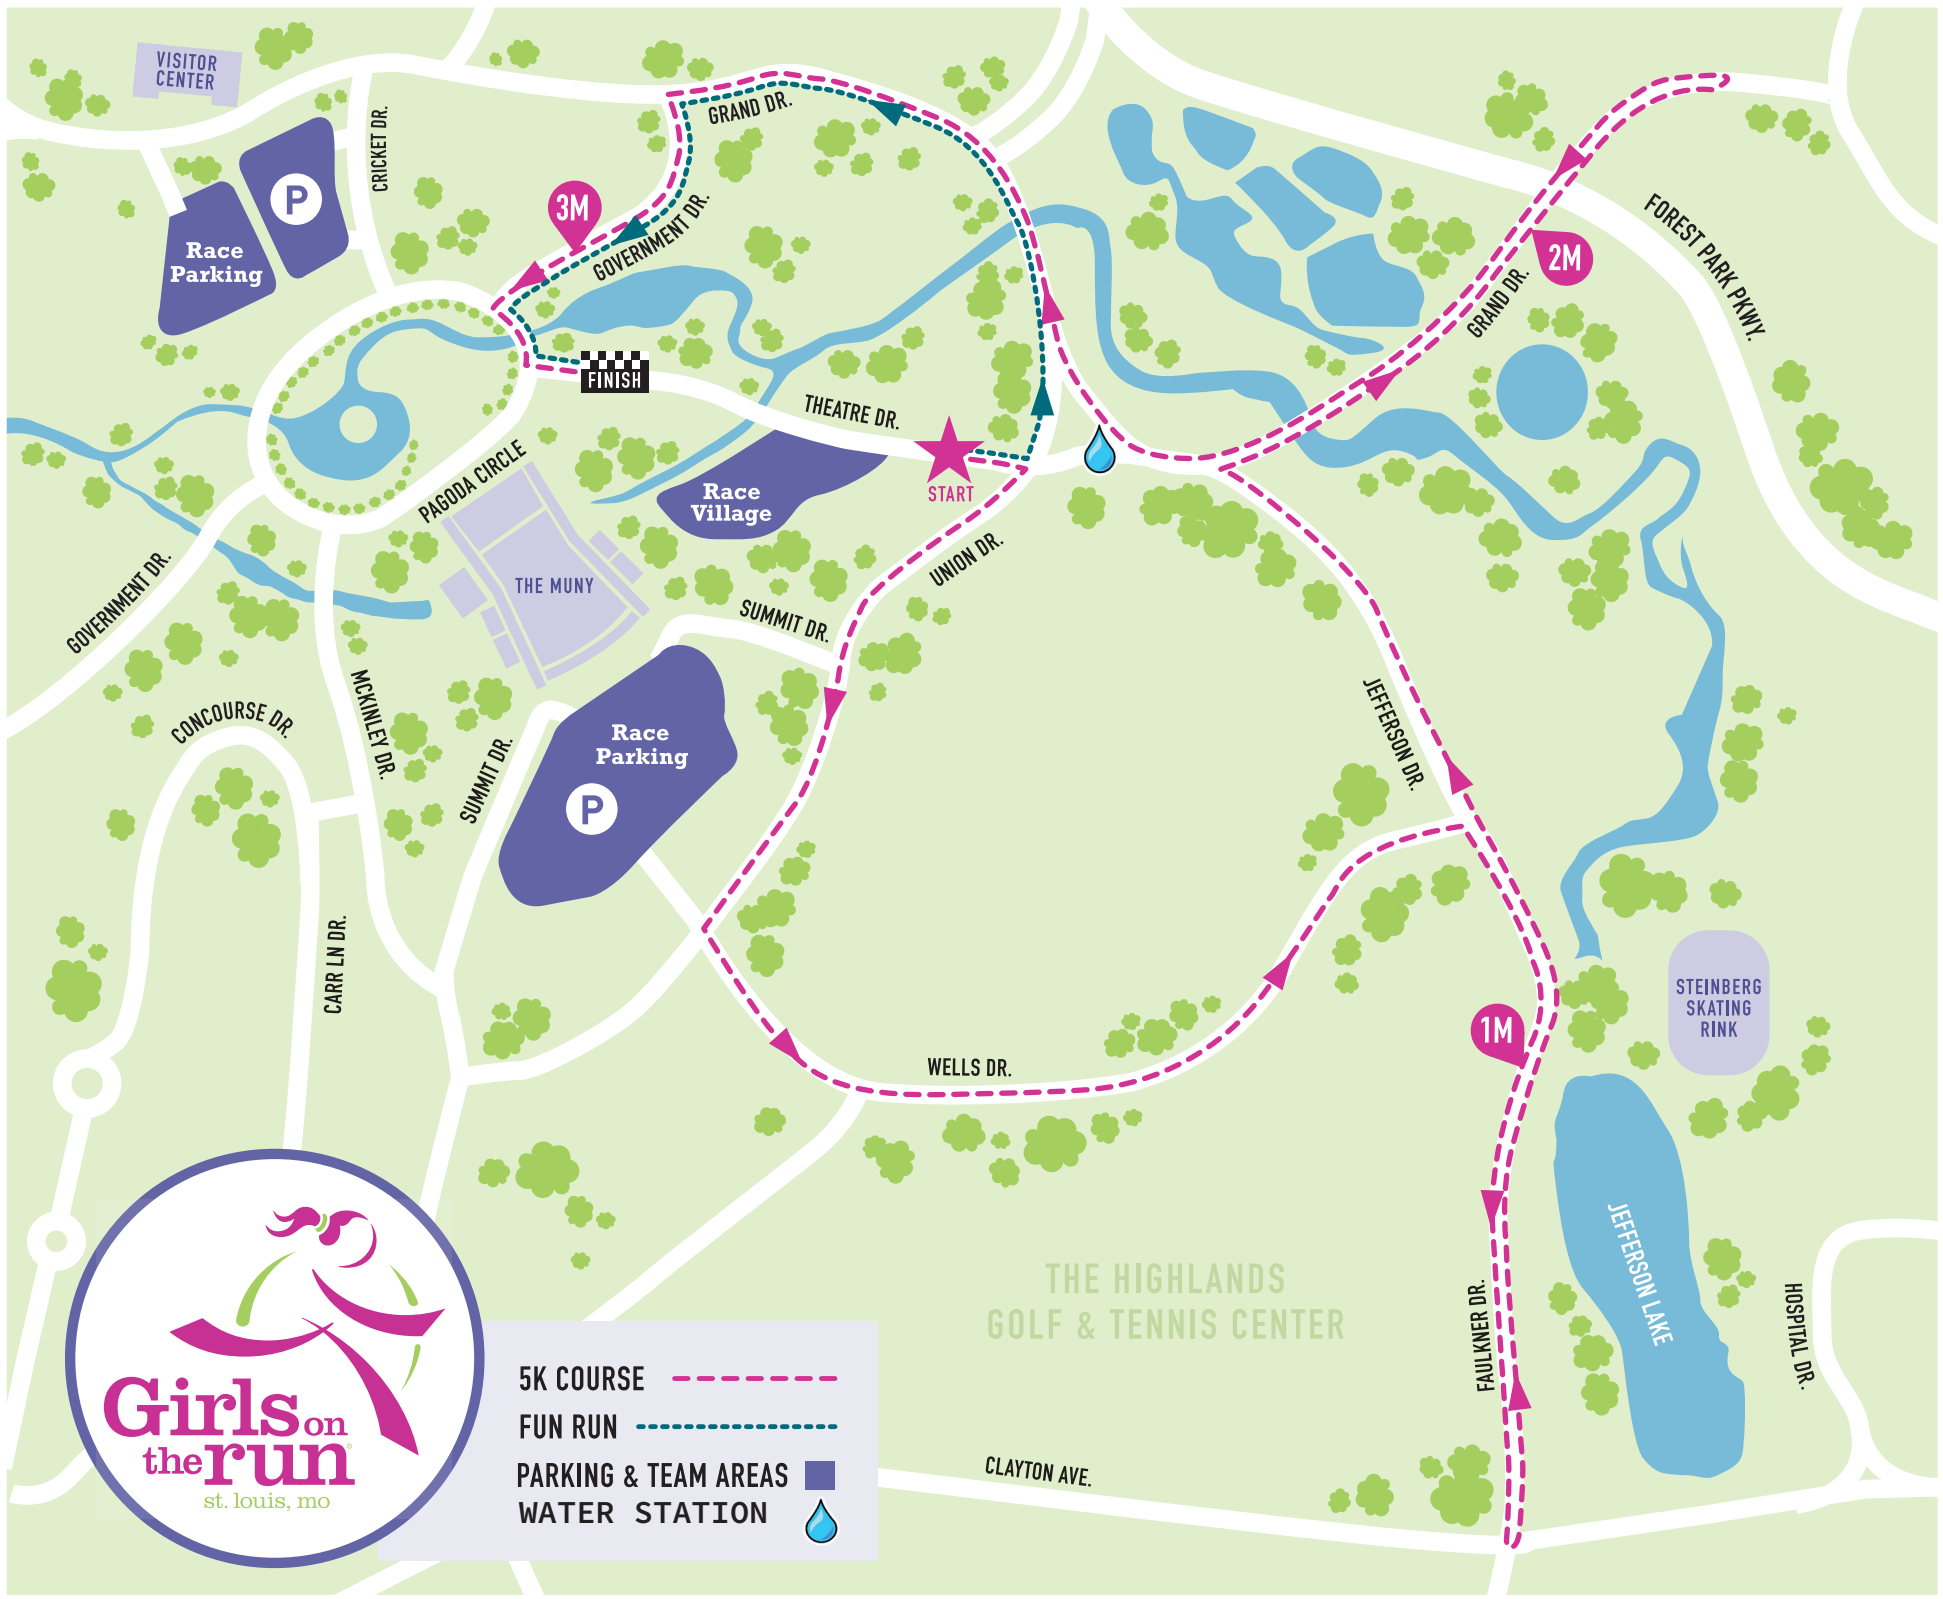 VISITOR
CENTER
CRICKET DR.
GRAND DR.
P
Race
Parking
3M
GOVERNMENT DR.
FOREST PARK PKWY.
2M
GRAND DR.
FINISH
THEATRE DR.
START
Race
Village
PAGODA CIRCLE
THE MUNY
UNION DR.
SUMMIT DR.
GOVERNMENT DR.
MCKINLEY DR.
CONCOURSE DR.
SUMMIT DR.
Race
Parking
P
JEFFERSON DR.
CARR LN DR.
STEINBERG
SKATING
RINK
1M
WELLS DR.
JEFFERSON LAKE
THE HIGHLANDS
GOLF & TENNIS CENTER
FAULKNER DR.
HOSPITAL DR.
CLAYTON AVE.
Girls on
the run
st. louis, mo
5K COURSE
FUN RUN
PARKING & TEAM AREAS
WATER STATION